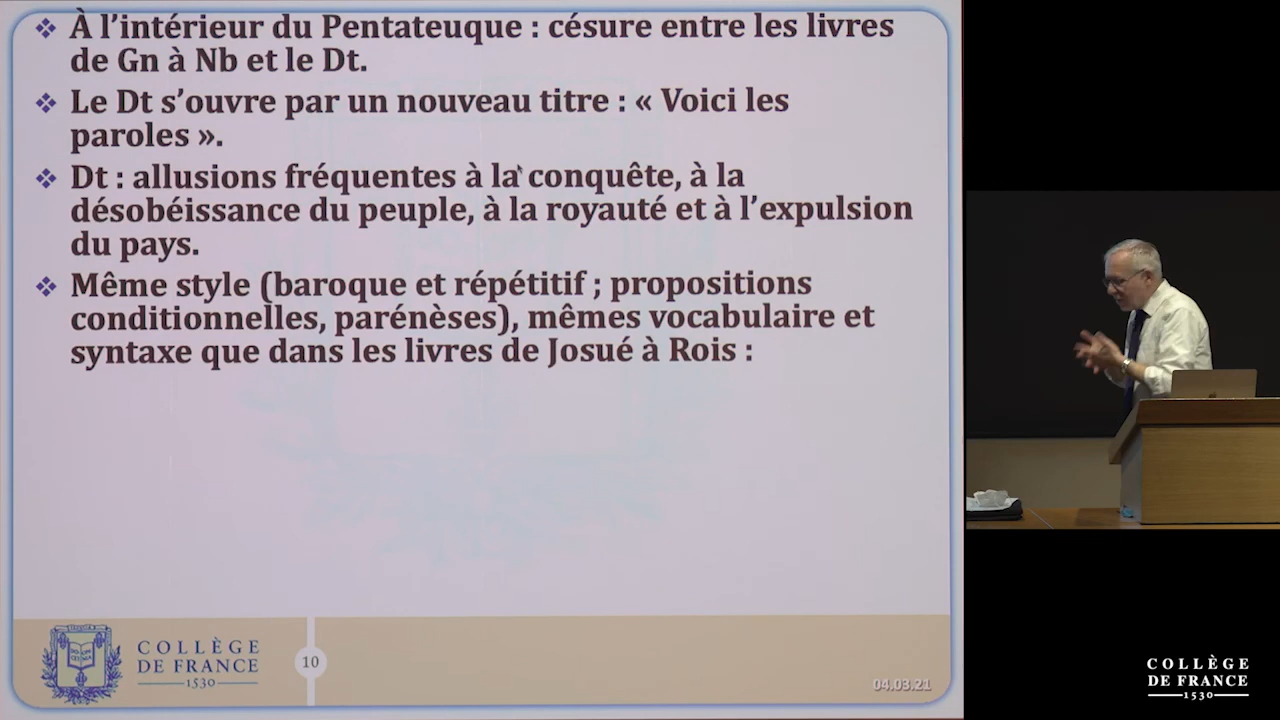 ❖ À l’intérieur du Pentateuque : césure entre les livres
de Gn à Nb et le Dt.
❖ Le Dt s’ouvre par un nouveau titre : « Voici les
paroles ».
❖ Dt : allusions fréquentes à la conquête, à la
désobéissance du peuple, à la royauté et à l’expulsion
du pays.
❖ Même style (baroque et répétitif ; propositions
conditionnelles, parénèses), mêmes vocabulaire et
syntaxe que dans les livres de Josué à Rois :
COLLÈGE
DE FRANCE
1530
10
04.03.21
COLLÈGE
DE FRANCE
1530